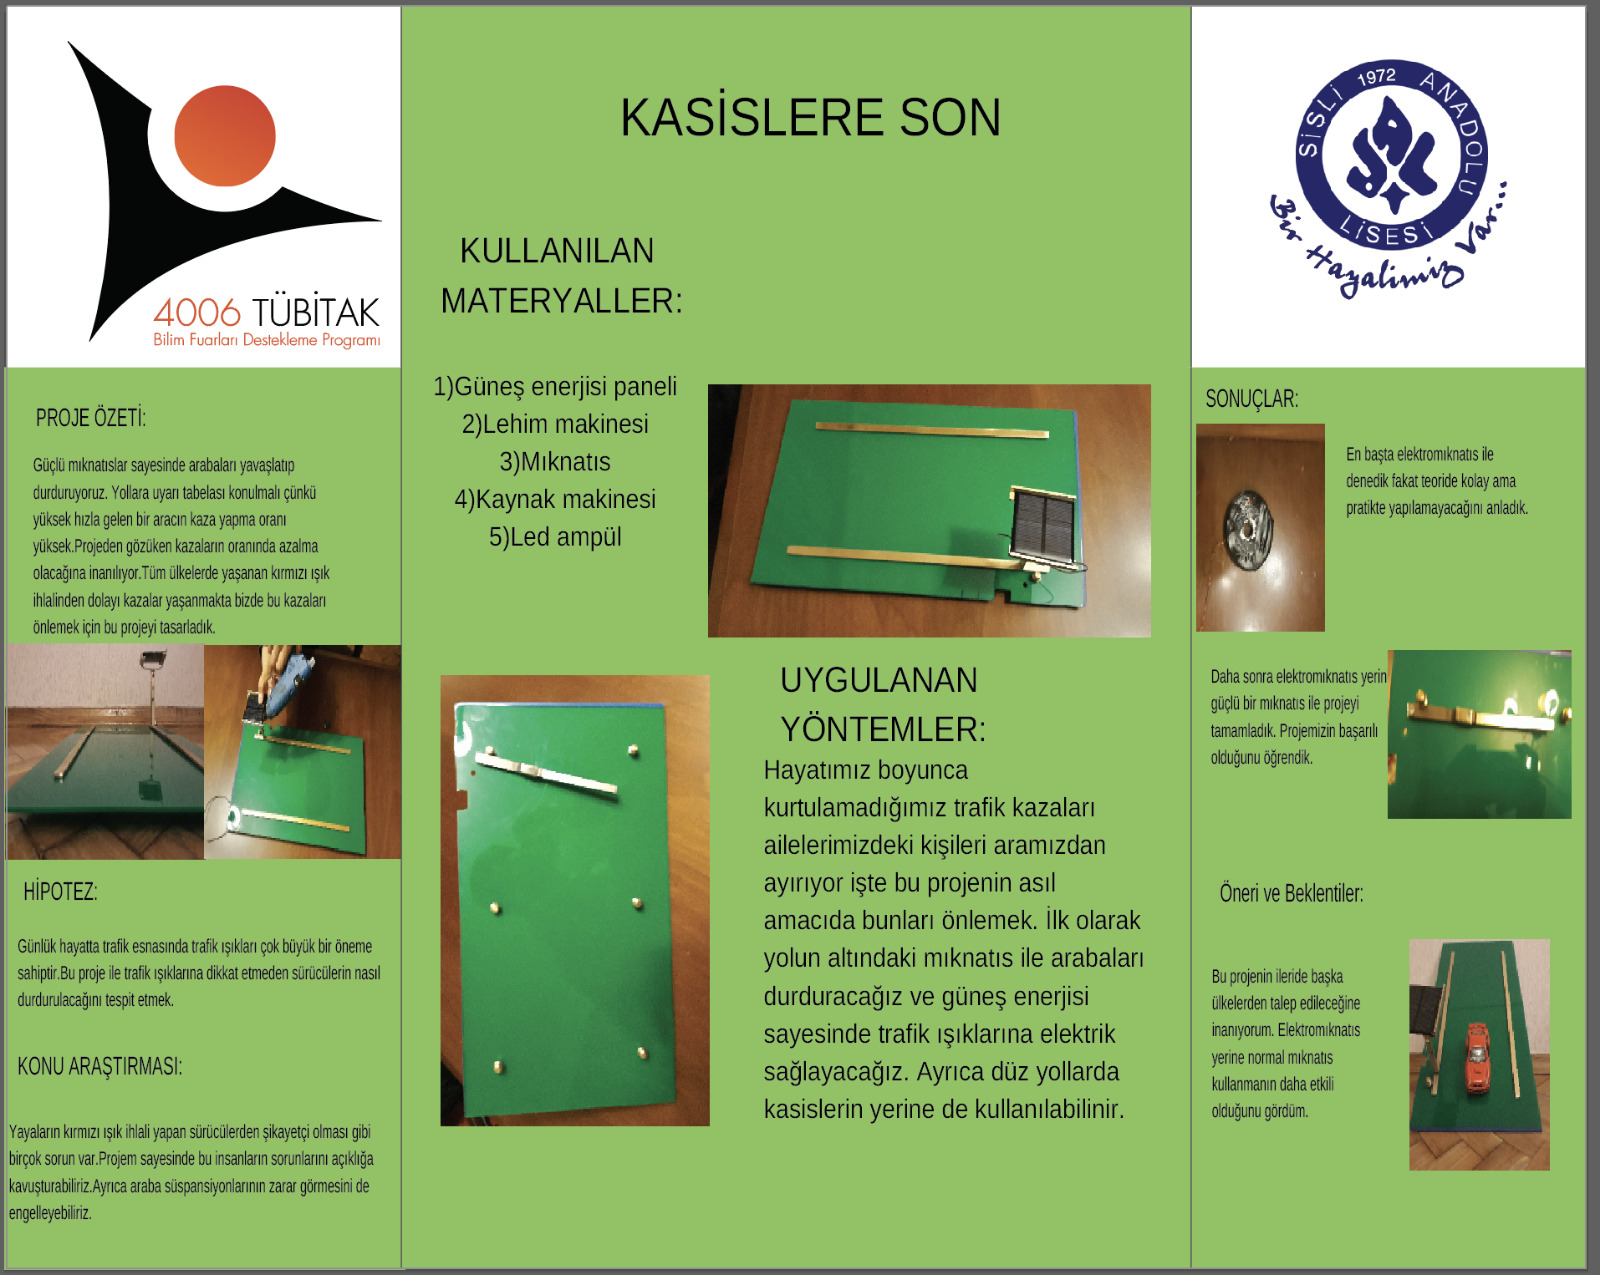 4006 TÜBİTAK
Bilim Fuarları Destekleme Programı
PROJE ÖZETİ:
Güçlü mıknatıslar sayesinde arabaları yavaşlatıp
durduruyoruz. Yollara uyarı tabelası konulmalı çünkü
yüksek hızla gelen bir aracın kaza yapma oranı
yüksek.Projeden gözüken kazaların oranında azalma
olacağına inanılıyor.Tüm ülkelerde yaşanan kırmızı ışık
ihlalinden dolayı kazalar yaşanmakta bizde bu kazaları
önlemek için bu projeyi tasarladık.
HİPOTEZ:
Günlük hayatta trafik esnasında trafik ışıkları çok büyük bir öneme
sahiptir.Bu proje ile trafik ışıklarına dikkat etmeden sürücülerin nasıl
durdurulacağını tespit etmek.
KONU ARAŞTIRMASI:
Yayaların kırmızı ışık ihlali yapan sürücülerden şikayetçi olması gibi
birçok sorun var.Projem sayesinde bu insanların sorunlarını açıklığa
kavuşturabiliriz.Ayrıca araba süspansiyonlarının zarar görmesini de
engelleyebiliriz.
KASİSLERE SON
KULLANILAN
MATERYALLER:
1)Güneş enerjisi paneli
2)Lehim makinesi
3)Mıknatıs
4)Kaynak makinesi
5)Led ampül
UYGULANAN
YÖNTEMLER:
Hayatımız boyunca
kurtulamadığımız trafik kazaları
ailelerimizdeki kişileri aramızdan
ayırıyor işte bu projenin asıl
amacıda bunları önlemek. İlk olarak
yolun altındaki mıknatıs ile arabaları
durduracağız ve güneş enerjisi
sayesinde trafik ışıklarına elektrik
sağlayacağız. Ayrıca düz yollarda
kasislerin yerine de kullanılabilinir.
ŞİŞLİ 1972 ANADOLU
LİSESİ
ŞAL
Bir Hayalimiz Var...
SONUÇLAR:
En başta elektromıknatıs ile
denedik fakat teoride kolay ama
pratikte yapılamayacağını anladık.
Daha sonra elektromıknatıs yerin
güçlü bir mıknatıs ile projeyi
tamamladık. Projemizin başarılı
olduğunu öğrendik.
Öneri ve Beklentiler:
Bu projenin ileride başka
ülkelerden talep edileceğine
inanıyorum. Elektromıknatıs
yerine normal mıknatıs
kullanmanın daha etkili
olduğunu gördüm.